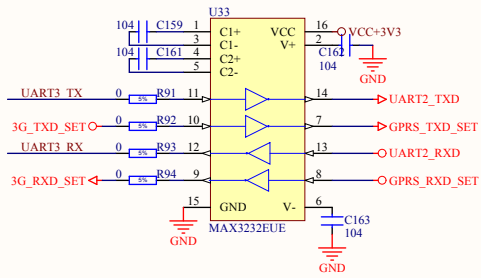 U33
104 C159 1 C1+ VCC 16 VCC+3V3
3 C1- V+ 2 C162
104 C161 4 C2+ 104
5 C2- GND
UART3_TX 0 5% R91 11 14 UART2_TXD
3G_TXD_SET 0 5% R92 10 7 GPRS_TXD_SET
UART3_RX 0 5% R93 12 13 UART2_RXD
3G_RXD_SET 0 5% R94 9 8 GPRS_RXD_SET
15 GND V- 6
C163
GND MAX3232EUE 104
GND